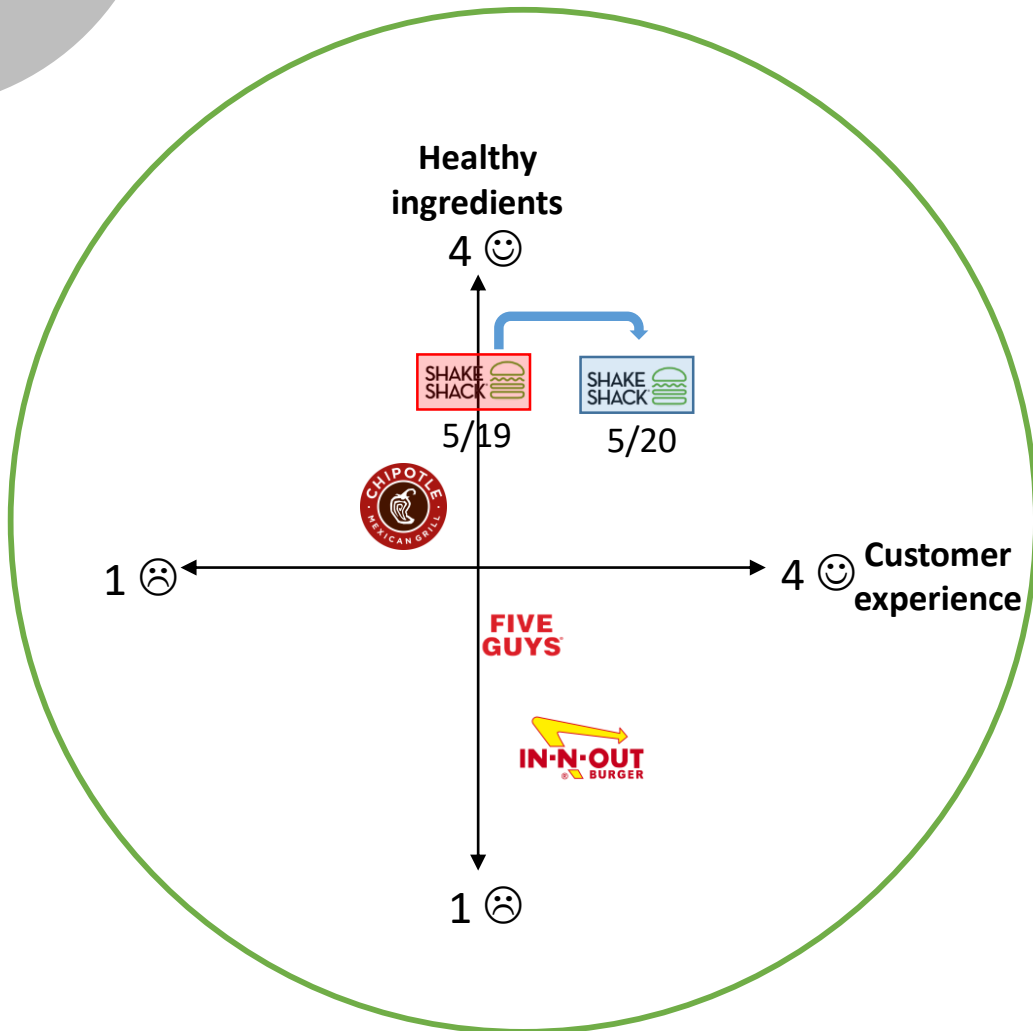 Healthy
ingredients
4 ☺
SHAKE
SHACK
SHAKE
SHACK
5/19
5/20
CHIPOTLE
MEXICAN GRILL
1 ☹
4 ☺
Customer
experience
FIVE
GUYS
IN-N-OUT
® BURGER
1 ☹